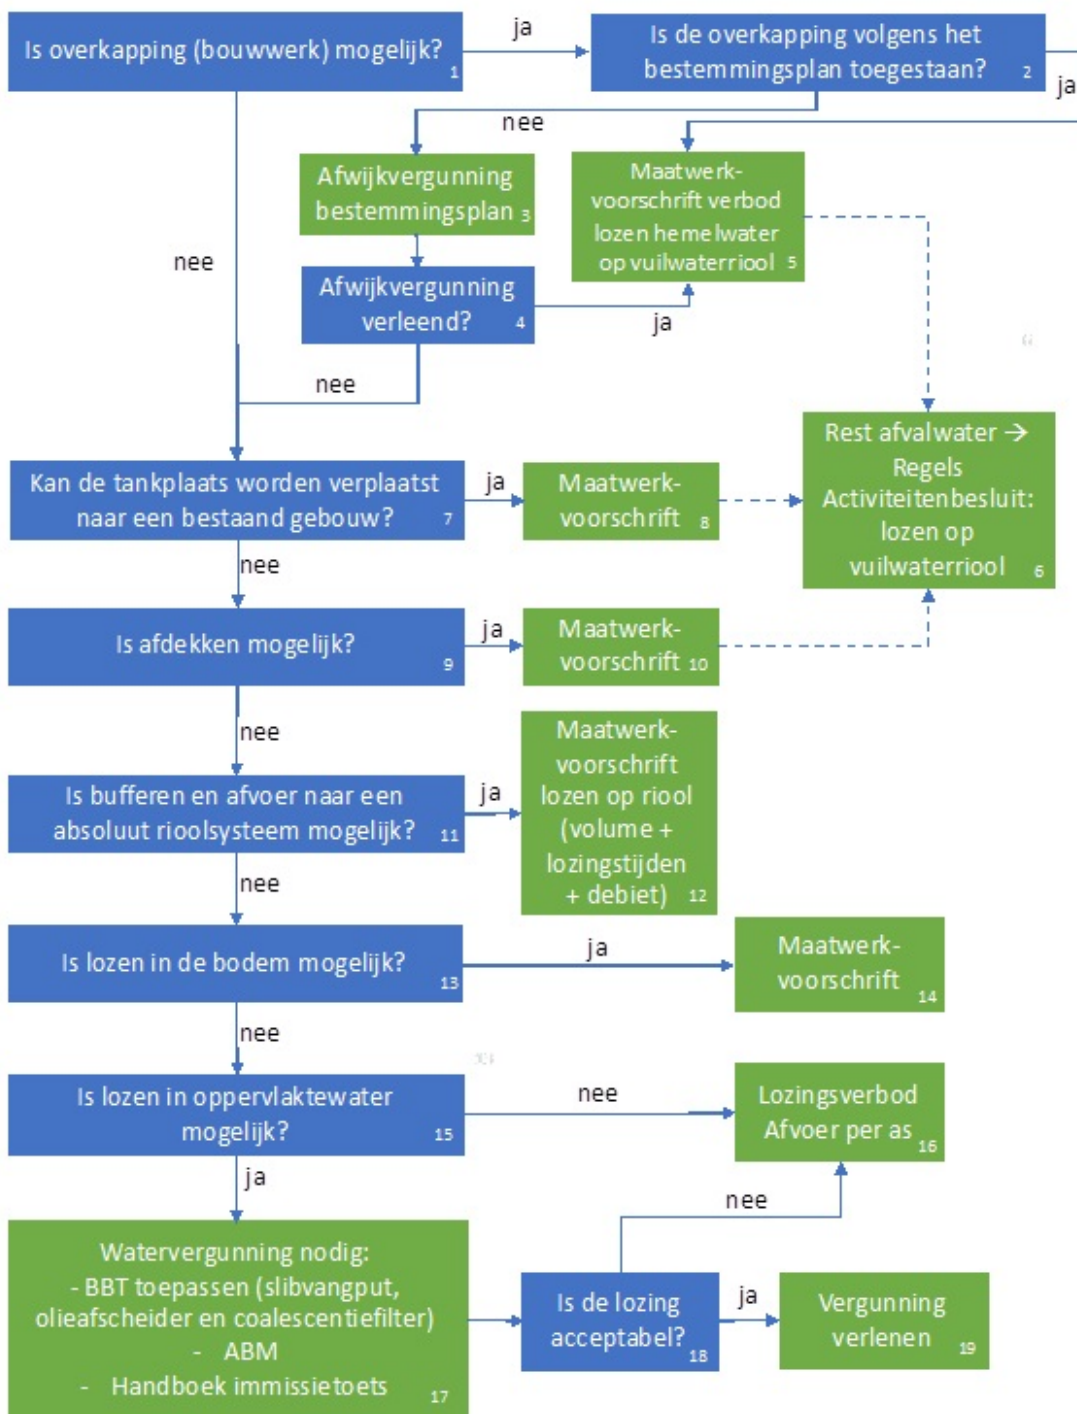 Is overkapping (bouwwerk) mogelijk?
1
ja
Is de overkapping volgens het
bestemmingsplan toegestaan?
2
ja
nee
Afwijkvergunning
bestemmingsplan
3
Maatwerk-
voorschrift verbod
lozen hemelwater
op vuilwaterriool
5
nee
Afwijkvergunning
verleend?
4
ja
nee
Rest afvalwater →
Regels
Activiteitenbesluit:
lozen op
vuilwaterriool
6
Kan de tankplaats worden verplaatst
naar een bestaand gebouw?
7
ja
Maatwerk-
voorschrift
8
nee
Is afdekken mogelijk?
9
ja
Maatwerk-
voorschrift
10
nee
Is bufferen en afvoer naar een
absoluut rioolsysteem mogelijk?
11
ja
Maatwerk-
voorschrift
lozen op riool
(volume +
lozingstijden
+ debiet)
12
nee
Is lozen in de bodem mogelijk?
13
ja
Maatwerk-
voorschrift
14
nee
Is lozen in oppervlaktewater
mogelijk?
15
nee
Lozingsverbod
Afvoer per as
16
ja
nee
Watervergunning nodig:
- BBT toepassen (slibvangput,
olieafscheider en coalescentiefilter)
- ABM
- Handboek immissietoets
17
Is de lozing
acceptabel?
18
ja
Vergunning
verlenen
19